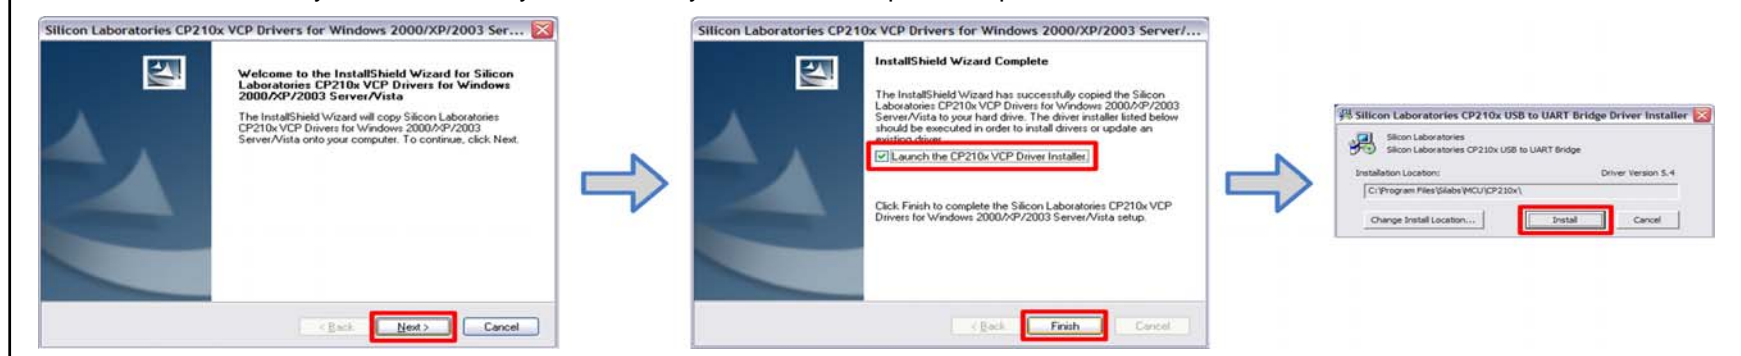 Silicon Laboratories CP210x VCP Drivers for Windows 2000/XP/2003 Ser...
Welcome to the InstallShield Wizard for Silicon
Laboratories CP210x VCP Drivers for Windows
2000/XP/2003 Server/Vista
The InstallShield Wizard will copy Silicon Laboratories
CP210x VCP Drivers for Windows 2000/XP/2003
Server/Vista onto your computer. To continue, click Next.
< Back
Next >
Cancel
Silicon Laboratories CP210x VCP Drivers for Windows 2000/XP/2003 Server/...
InstallShield Wizard Complete
The InstallShield Wizard has successfully copied the Silicon
Laboratories CP210x VCP Drivers for Windows 2000/XP/2003
Server/Vista to your hard drive. The driver installer listed below
should be executed in order to install drivers or update an
existing driver.
Launch the CP210x VCP Driver Installer.
Click Finish to complete the Silicon Laboratories CP210x VCP
Drivers for Windows 2000/XP/2003 Server/Vista setup.
< Back
Finish
Cancel
Silicon Laboratories CP210x USB to UART Bridge Driver Installer
Silicon Laboratories
Silicon Laboratories CP210x USB to UART Bridge
Installation Location:
Driver Version 5.4
C:\Program Files\Silabs\MCU\CP210x\
Change Install Location...
Install
Cancel